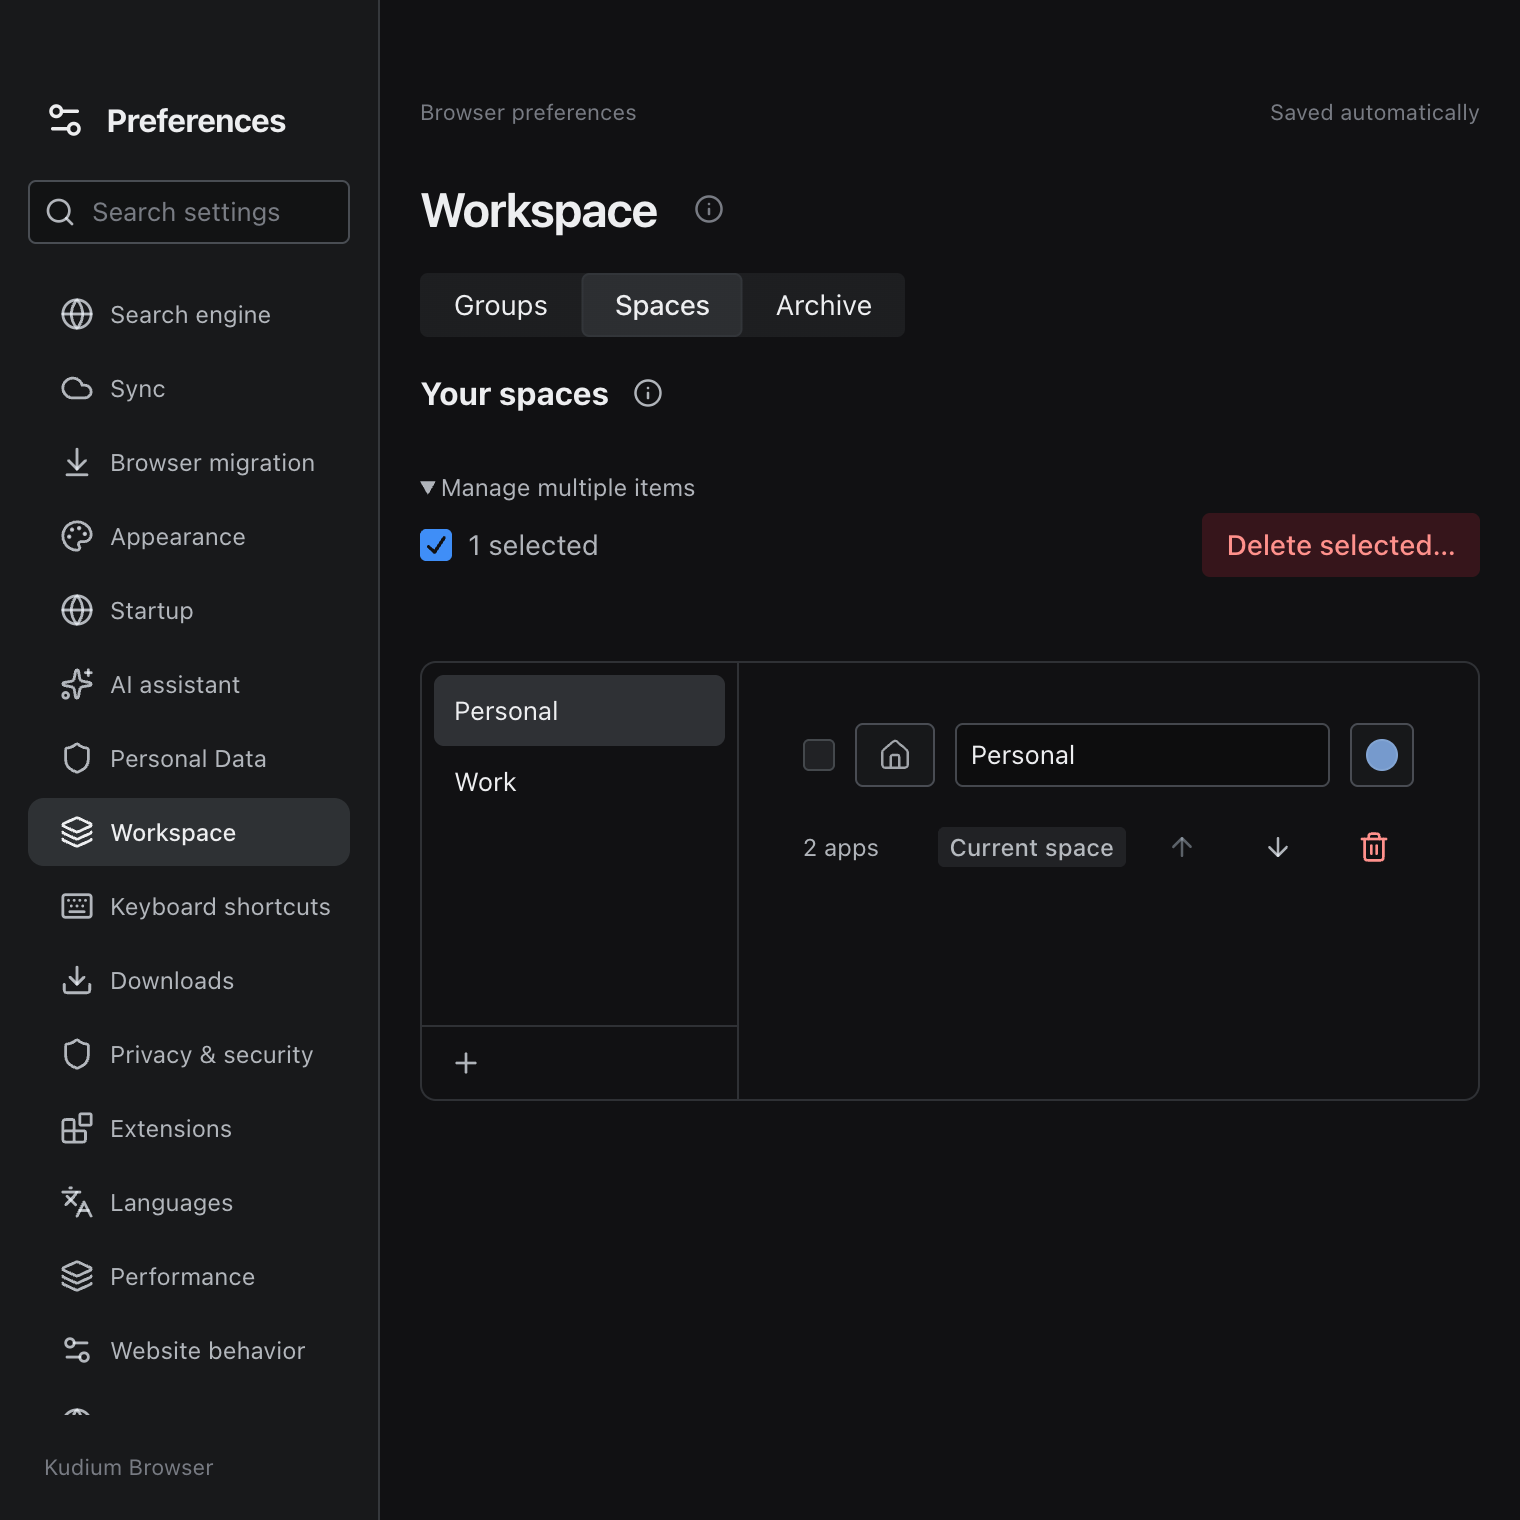 Preferences
Search settings
Search engine
Sync
Browser migration
Appearance
Startup
AI assistant
Personal Data
Workspace
Keyboard shortcuts
Downloads
Privacy & security
Extensions
Languages
Performance
Website behavior
Kudium Browser
Browser preferences
Saved automatically
Workspace
Groups
Spaces
Archive
Your spaces
Manage multiple items
1 selected
Delete selected...
Personal
Work
Personal
2 apps
Current space